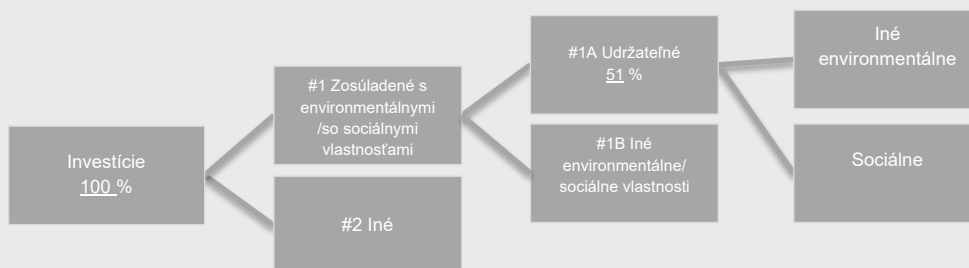 Investície
100 %
#1 Zosúladené s
environmentálnymi
/so sociálnymi
vlastnosťami
#2 Iné
#1A Udržateľné
51 %
#1B Iné
environmentálne/
sociálne vlastnosti
Iné
environmentálne
Sociálne